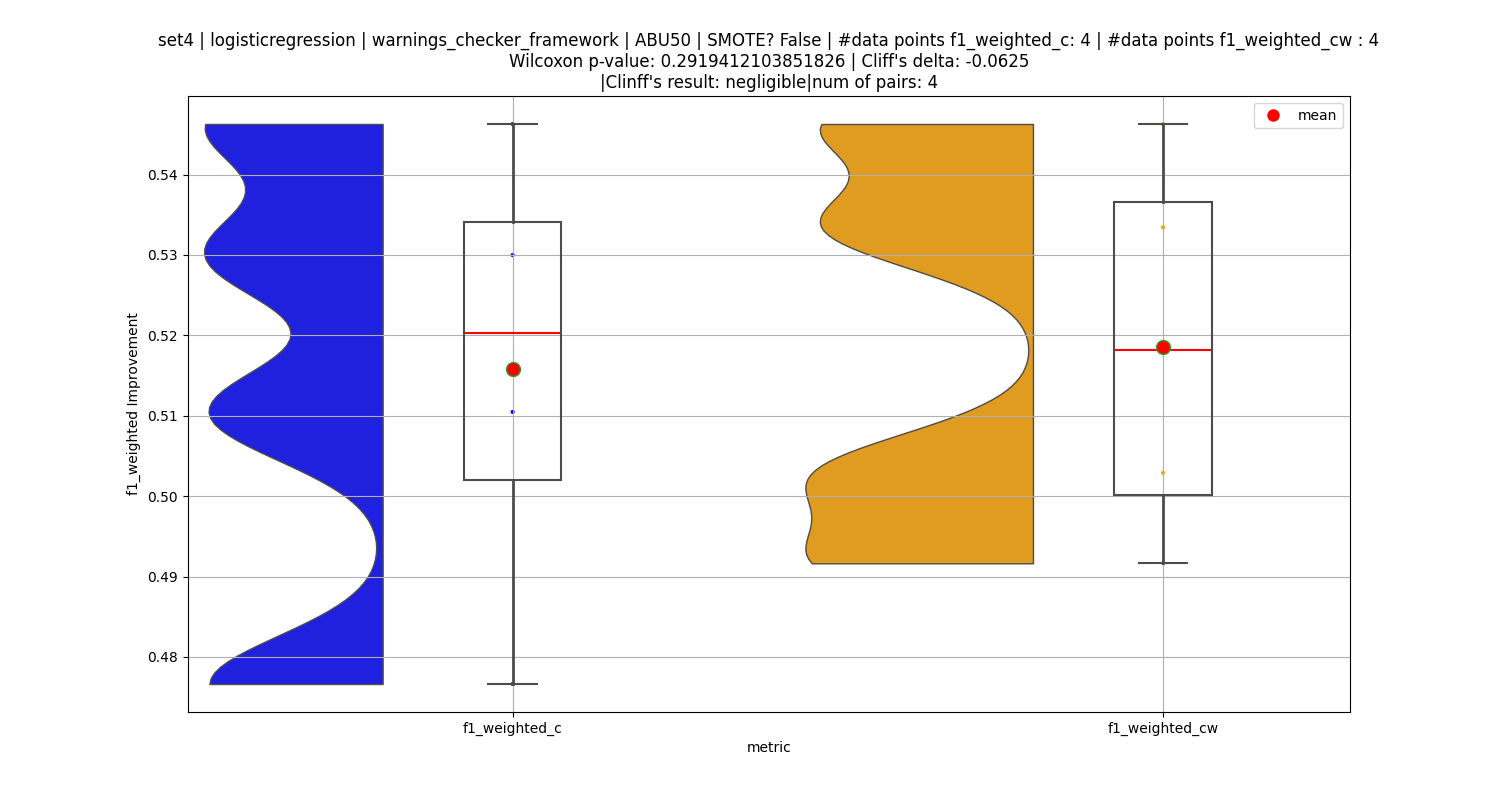 set4 | logisticregression | warnings_checker_framework | ABU50 | SMOTE? False | #data points f1_weighted_c: 4 | #data points f1_weighted_cw : 4
Wilcoxon p-value: 0.2919412103851826 | Cliff's delta: -0.0625
|Clinff's result: negligible|num of pairs: 4
mean
0.54
0.53
0.52
0.51
0.50
0.49
0.48
f1_weighted Improvement
f1_weighted_c
f1_weighted_cw
metric